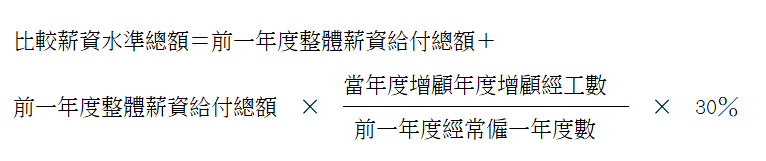 比較薪資水準總額＝前一年度整體薪資給付總額＋
當年度增顧年度增顧經工數
前一年度整體薪資給付總額 × × 30％
前一年度經常僱一年度數